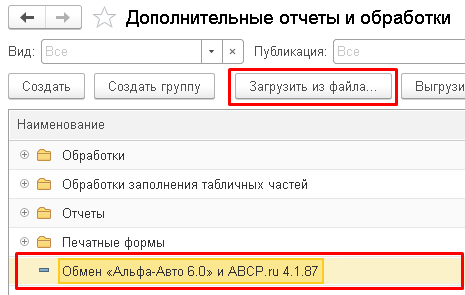 Дополнительные отчеты и обработки
Вид: Все Публикация: Все
Создать Создать группу Загрузить из файла... Выгрузи
Наименование
Обработки
Обработки заполнения табличных частей
Отчеты
Печатные формы
Обмен «Альфа-Авто 6.0» и ABCP.ru 4.1.87